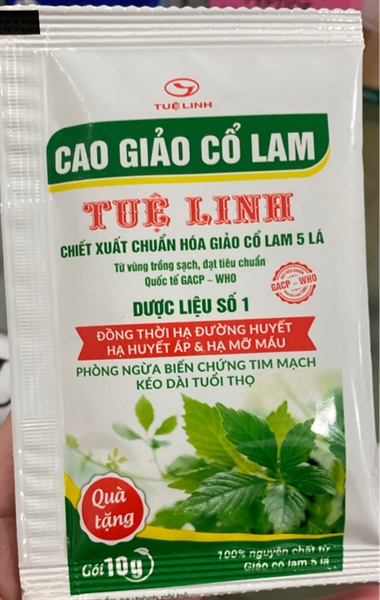 TUỆ LINH
CAO GIẢO CỔ LAM
TUỆ LINH
CHIẾT XUẤT CHUẨN HÓA GIẢO CỔ LAM 5 LÁ
Từ vùng trồng sạch, đạt tiêu chuẩn
Quốc tế GACP – WHO
GACP – WHO
DƯỢC LIỆU SỐ 1
ĐỒNG THỜI HẠ ĐƯỜNG HUYẾT
HẠ HUYẾT ÁP & HẠ MỠ MÁU
PHÒNG NGỪA BIẾN CHỨNG TIM MẠCH
KÉO DÀI TUỔI THỌ
Quà
tặng
Gói 10g
100% nguyên chất từ
Giảo cổ lam 5 lá